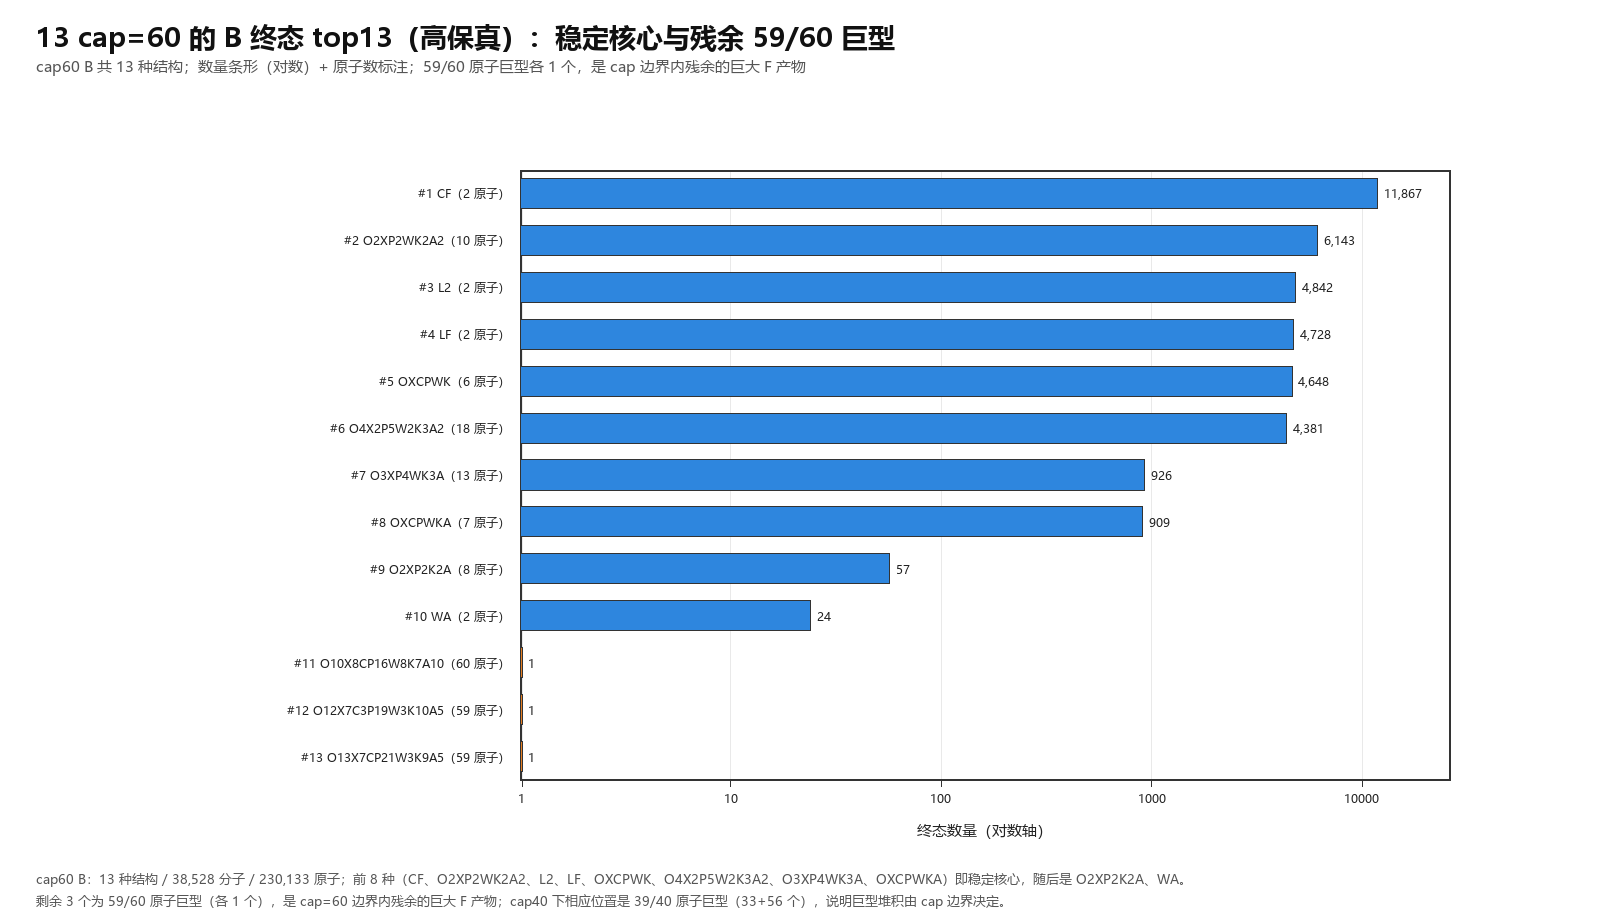 13 cap=60 的 B 终态 top13（高保真）：稳定核心与残余 59/60 巨型
cap60 B 共 13 种结构；数量条形（对数）+ 原子数标注；59/60 原子巨型各 1 个，是 cap 边界内残余的巨大 F 产物
#1 CF（2 原子） 11,867
#2 O2XP2WK2A2（10 原子） 6,143
#3 L2（2 原子） 4,842
#4 LF（2 原子） 4,728
#5 OXCPWK（6 原子） 4,648
#6 O4X2P5W2K3A2（18 原子） 4,381
#7 O3XP4WK3A（13 原子） 926
#8 OXCPWKA（7 原子） 909
#9 O2XP2K2A（8 原子） 57
#10 WA（2 原子） 24
#11 O10X8CP16W8K7A10（60 原子） 1
#12 O12X7C3P19W3K10A5（59 原子） 1
#13 O13X7CP21W3K9A5（59 原子） 1
1 10 100 1000 10000
终态数量（对数轴）
cap60 B：13 种结构 / 38,528 分子 / 230,133 原子；前 8 种（CF、O2XP2WK2A2、L2、LF、OXCPWK、O4X2P5W2K3A2、O3XP4WK3A、OXCPWKA）即稳定核心，随后是 O2XP2K2A、WA。
剩余 3 个为 59/60 原子巨型（各 1 个），是 cap=60 边界内残余的巨大 F 产物；cap40 下相应位置是 39/40 原子巨型（33+56 个），说明巨型堆积由 cap 边界决定。